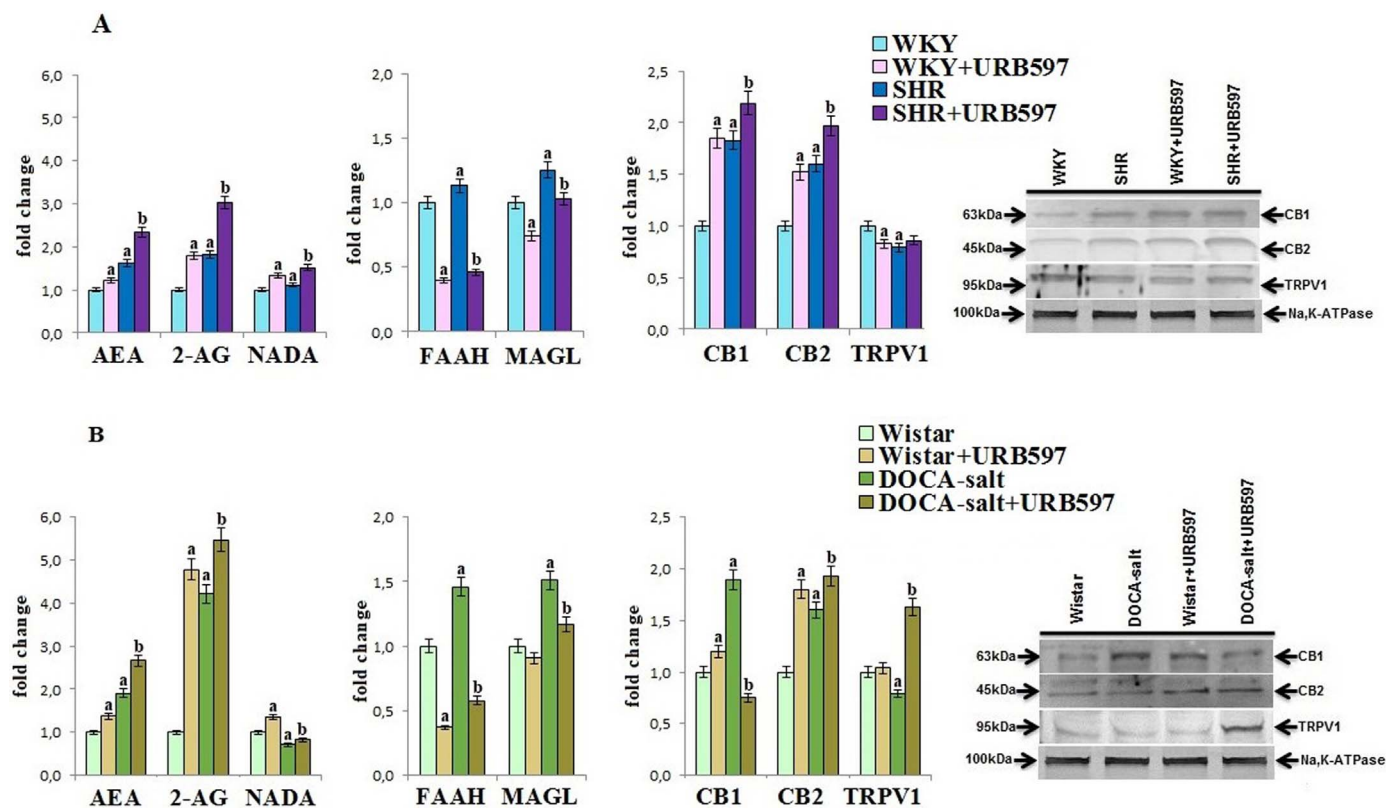 A
WKY
WKY+URB597
SHR
SHR+URB597
fold change
6,0
5,0
4,0
3,0
2,0
1,0
0,0
a
a
b
a
a
b
a
a
b
AEA
2-AG
NADA
fold change
2,0
1,5
1,0
0,5
0,0
a
a
b
a
a
b
FAAH
MAGL
fold change
2,5
2,0
1,5
1,0
0,5
0,0
a
a
b
a
a
b
a
a
CB1
CB2
TRPV1
WKY
SHR
WKY+URB597
SHR+URB597
63kDa
CB1
45kDa
CB2
95kDa
TRPV1
100kDa
Na,K-ATPase
B
Wistar
Wistar+URB597
DOCA-salt
DOCA-salt+URB597
fold change
6,0
5,0
4,0
3,0
2,0
1,0
0,0
a
a
b
a
a
b
a
a
b
AEA
2-AG
NADA
fold change
2,0
1,5
1,0
0,5
0,0
a
a
b
a
b
FAAH
MAGL
fold change
2,5
2,0
1,5
1,0
0,5
0,0
a
a
b
a
a
b
a
b
CB1
CB2
TRPV1
Wistar
DOCA-salt
Wistar+URB597
DOCA-salt+URB597
63kDa
CB1
45kDa
CB2
95kDa
TRPV1
100kDa
Na,K-ATPase